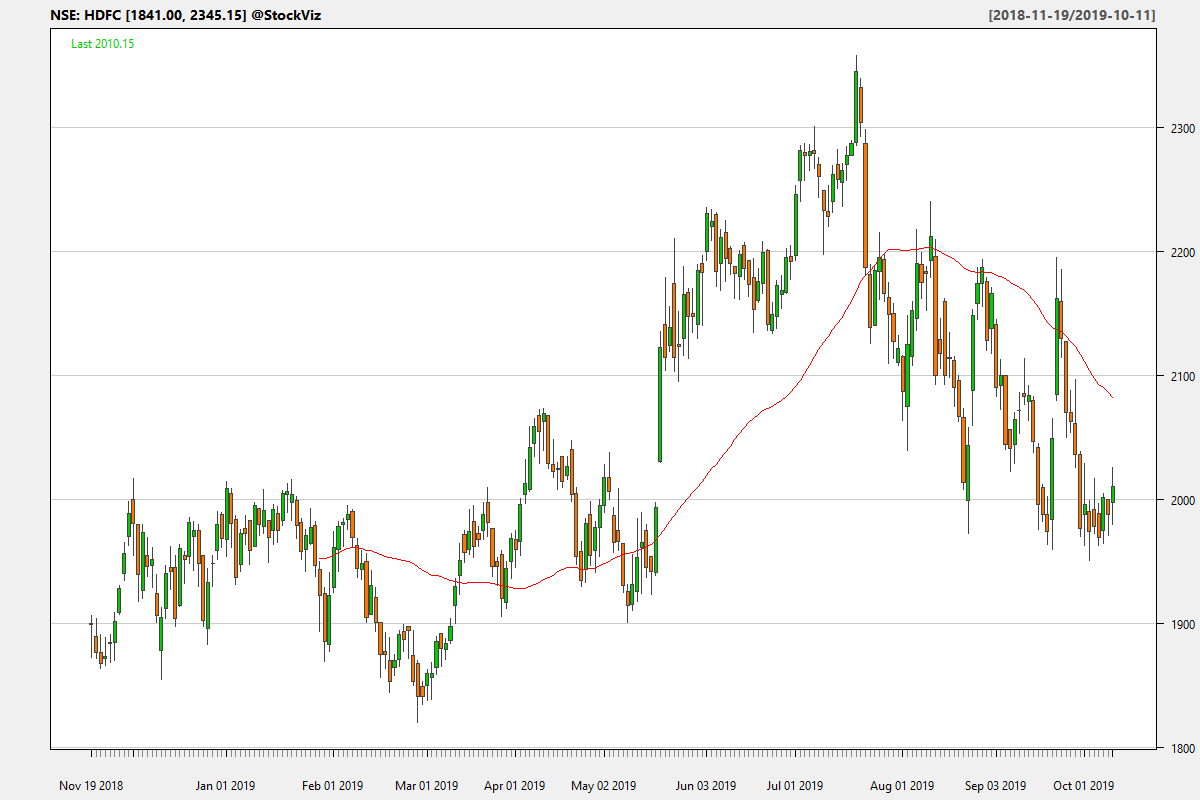 NSE: HDFC [1841.00, 2345.15] @StockViz
[2018-11-19/2019-10-11]
Last 2010.15
2300
2200
2100
2000
1900
1800
Nov 19 2018 Jan 01 2019 Feb 01 2019 Mar 01 2019 Apr 01 2019 May 02 2019 Jun 03 2019 Jul 01 2019 Aug 01 2019 Sep 03 2019 Oct 01 2019